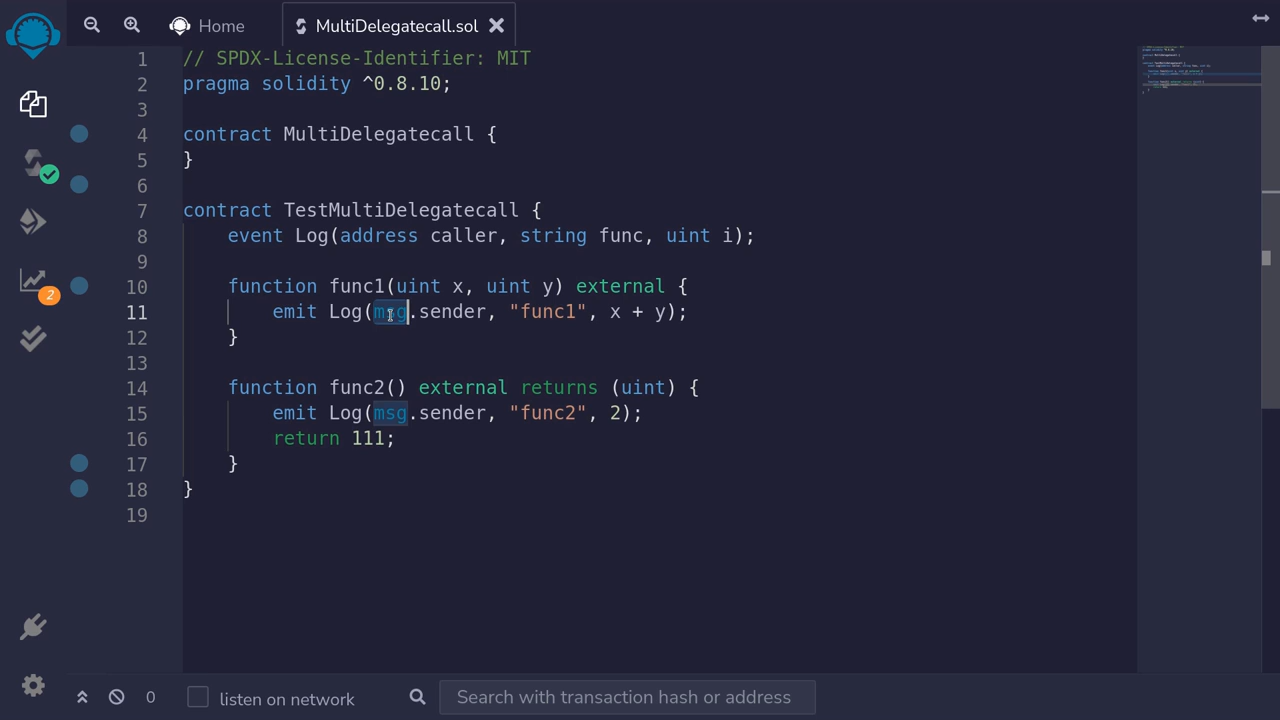 Home
MultiDelegatecall.sol
1 // SPDX-License-Identifier: MIT
2 pragma solidity ^0.8.10;
3
4 contract MultiDelegatecall {
5 }
6
7 contract TestMultiDelegatecall {
8     event Log(address caller, string func, uint i);
9
10     function func1(uint x, uint y) external {
11         emit Log(msg.sender, "func1", x + y);
12     }
13
14     function func2() external returns (uint) {
15         emit Log(msg.sender, "func2", 2);
16         return 111;
17     }
18 }
19
2
0
listen on network
Search with transaction hash or address